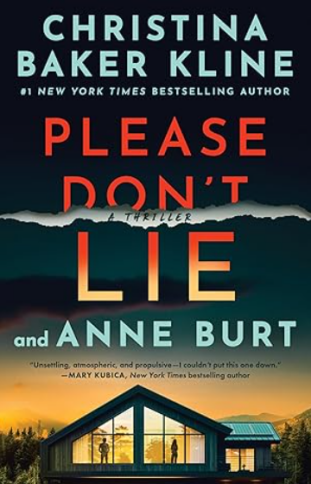 CHRISTINA
BAKER KLINE
#1 NEW YORK TIMES BESTSELLING AUTHOR
PLEASE
DON'T
A THRILLER
LIE
and ANNE BURT
"Unsettling, atmospheric, and propulsive—I couldn't put this one down."
—MARY KUBICA, New York Times bestselling author